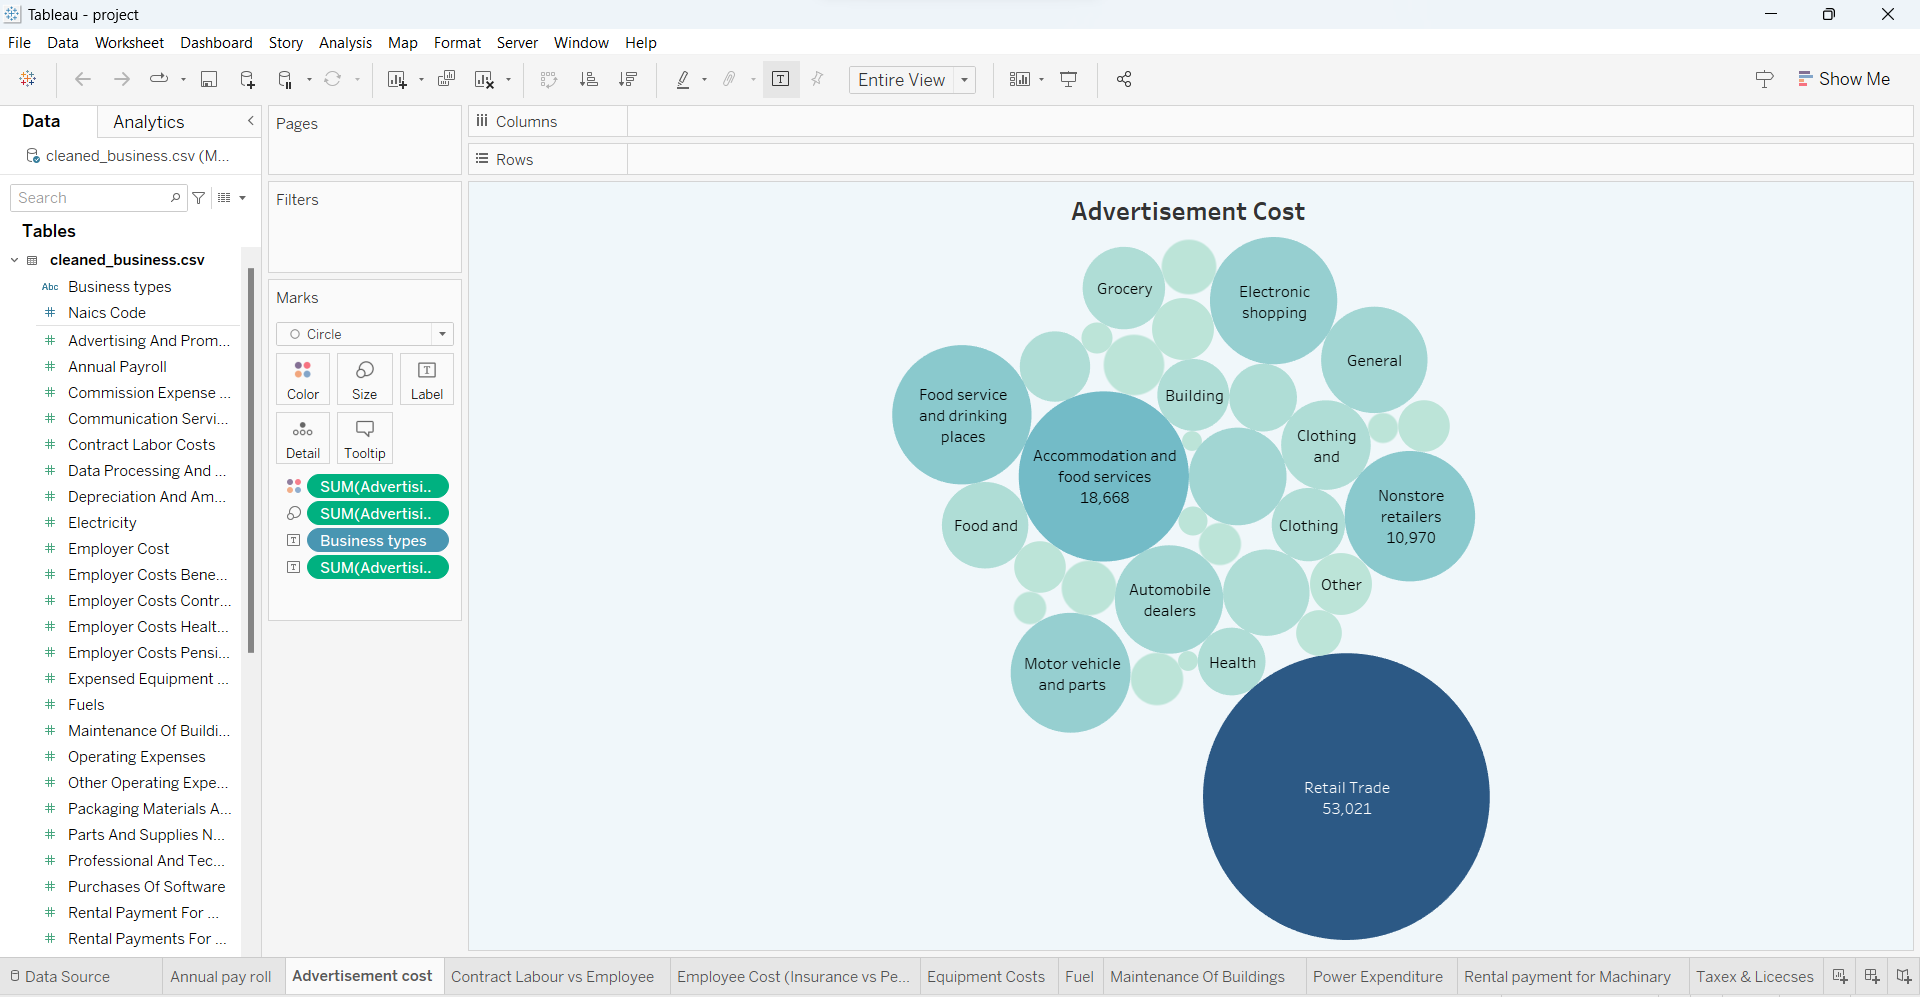 Tableau - project
File Data Worksheet Dashboard Story Analysis Map Format Server Window Help
Entire View
Show Me
Data Analytics
cleaned_business.csv (M...
Search
Tables
cleaned_business.csv
Abc Business types
# Naics Code
# Advertising And Prom...
# Annual Payroll
# Commission Expense ...
# Communication Servi...
# Contract Labor Costs
# Data Processing And ...
# Depreciation And Am...
# Electricity
# Employer Cost
# Employer Costs Bene...
# Employer Costs Contr...
# Employer Costs Healt...
# Employer Costs Pensi...
# Expensed Equipment ...
# Fuels
# Maintenance Of Buildi...
# Operating Expenses
# Other Operating Expe...
# Packaging Materials A...
# Parts And Supplies N...
# Professional And Tec...
# Purchases Of Software
# Rental Payment For ...
# Rental Payments For ...
Pages
Filters
Marks
Circle
Color Size Label
Detail Tooltip
SUM(Advertisi..
SUM(Advertisi..
Business types
SUM(Advertisi..
Columns
Rows
Advertisement Cost
Grocery
Electronic
shopping
General
Food service
and drinking
places
Building
Accommodation and
food services
18,668
Clothing
and
Nonstore
retailers
10,970
Food and
Clothing
Automobile
dealers
Other
Motor vehicle
and parts
Health
Retail Trade
53,021
Data Source Annual pay roll Advertisement cost Contract Labour vs Employee Employee Cost (Insurance vs Pe... Equipment Costs Fuel Maintenance Of Buildings Power Expenditure Rental payment for Machinary Taxex & Licecses